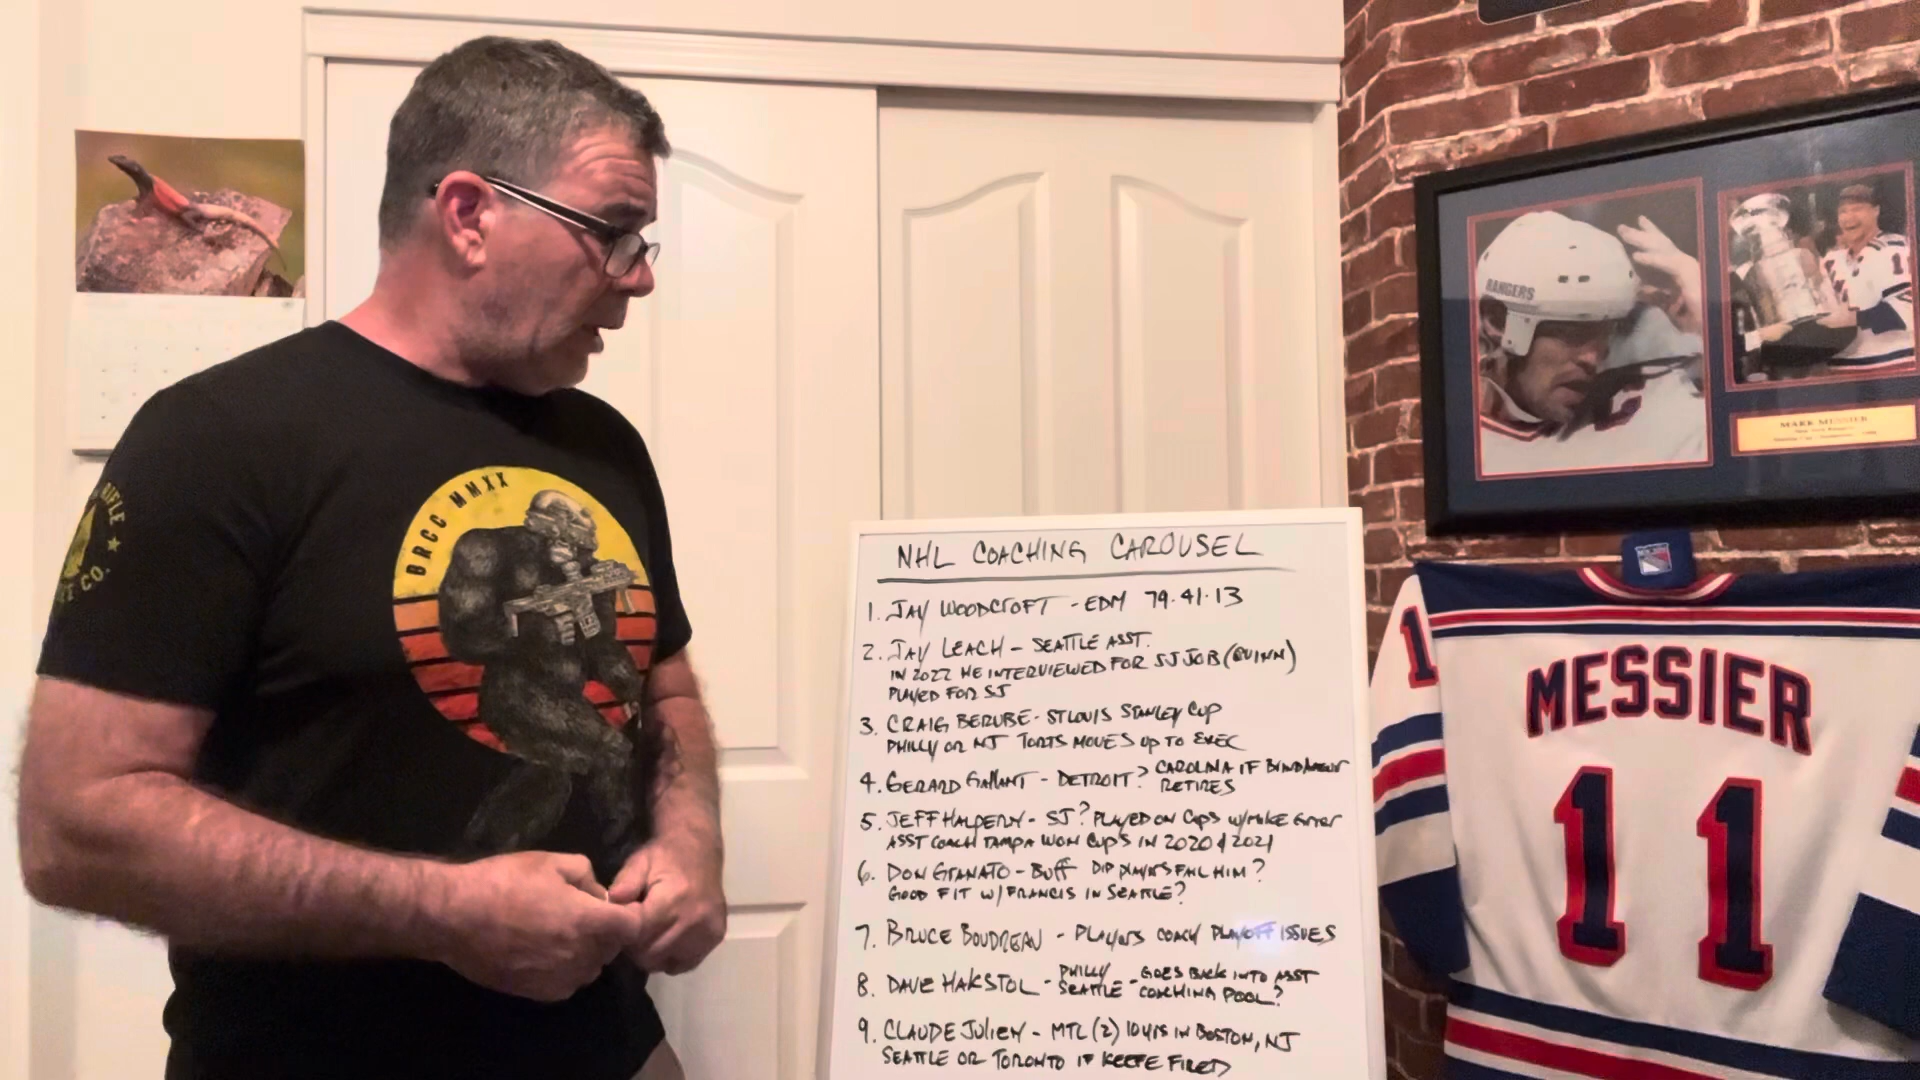 NHL COACHING CAROUSEL
1. JAY WOODCROFT - EDM 79.41.13
2. JAY LEACH - SEATTLE ASST.
IN 2022 HE INTERVIEWED FOR SJ JOB (QUINN)
PLAYED FOR SJ
3. CRAIG BERUBE - ST LOUIS STANLEY CUP
PHILLY OR NJ TORTS MOVES UP TO EXEC
4. GERARD GALLANT - DETROIT? CAROLINA IF BRINDAMOUR
RETIRES
5. JEFF HALPERN - SJ? PLAYED ON CAPS W/MIKE GRIER
ASST COACH TAMPA WON CUPS IN 2020 & 2021
6. DON GRANATO - BUFF DID PLAYERS FAIL HIM?
GOOD FIT W/ FRANCIS IN SEATTLE?
7. BRUCE BOUDREAU - PLAYERS COACH PLAYOFF ISSUES
8. DAVE HAKSTOL - PHILLY SEATTLE - GOES BACK INTO ASST
COACHING POOL?
9. CLAUDE JULIEN - MTL (2) 10 YRS IN BOSTON, NJ
SEATTLE OR TORONTO IF KEEFE FIRED
BRCC MMXX
RIFLE
CO.
RANGERS
MARK MESSIER
MESSIER
11
1